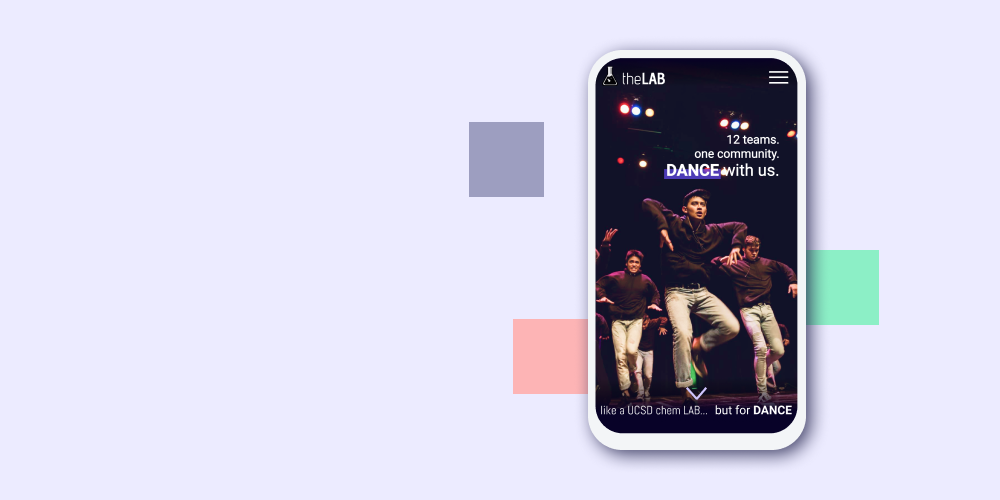 theLAB
12 teams.
one community.
DANCE with us.
like a UCSD chem LAB... but for DANCE